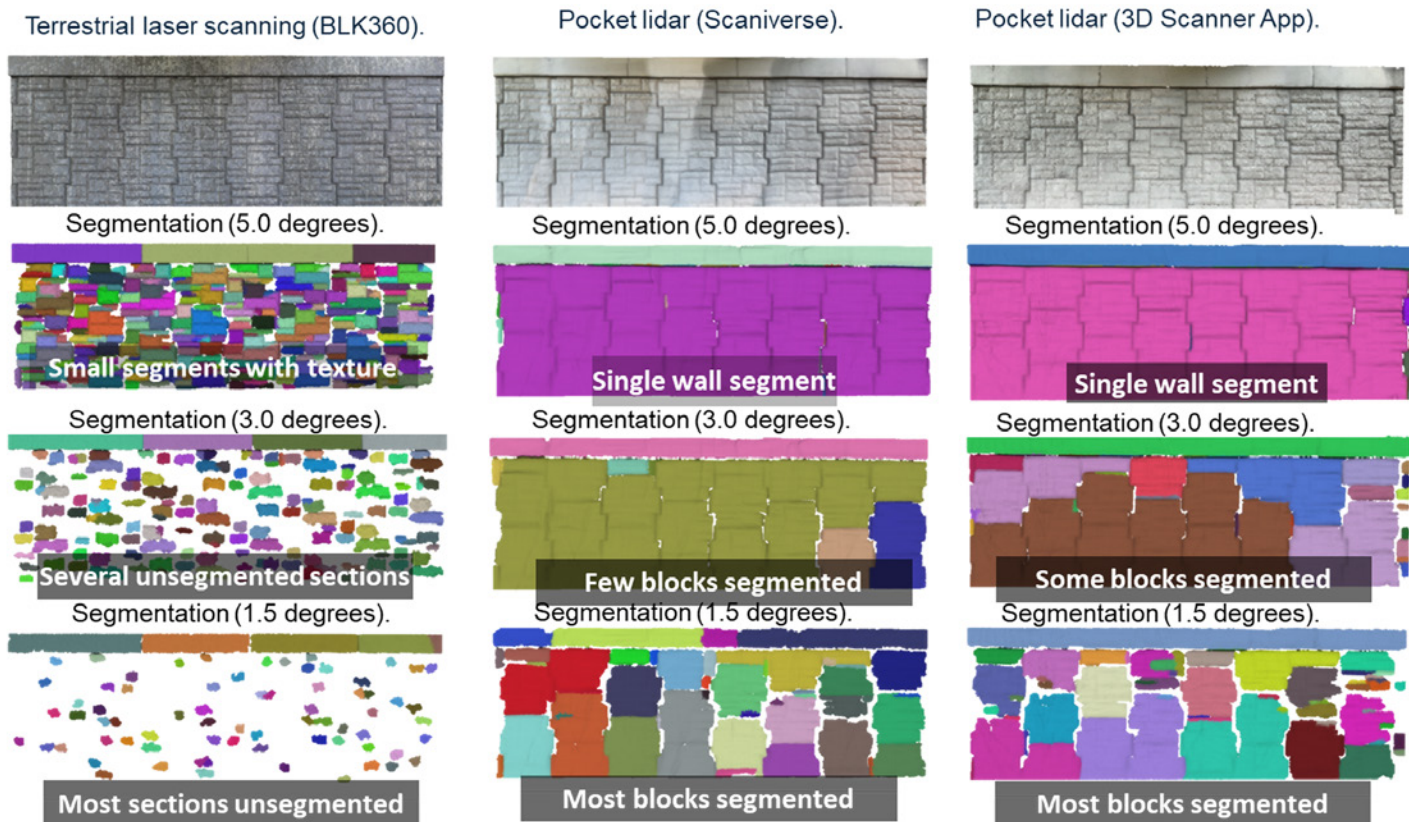 Terrestrial laser scanning (BLK360).
Pocket lidar (Scaniverse).
Pocket lidar (3D Scanner App).
Segmentation (5.0 degrees).
Segmentation (5.0 degrees).
Segmentation (5.0 degrees).
Small segments with texture
Single wall segment
Single wall segment
Segmentation (3.0 degrees).
Segmentation (3.0 degrees).
Segmentation (3.0 degrees).
Several unsegmented sections
Few blocks segmented
Some blocks segmented
Segmentation (1.5 degrees).
Segmentation (1.5 degrees).
Segmentation (1.5 degrees).
Most sections unsegmented
Most blocks segmented
Most blocks segmented